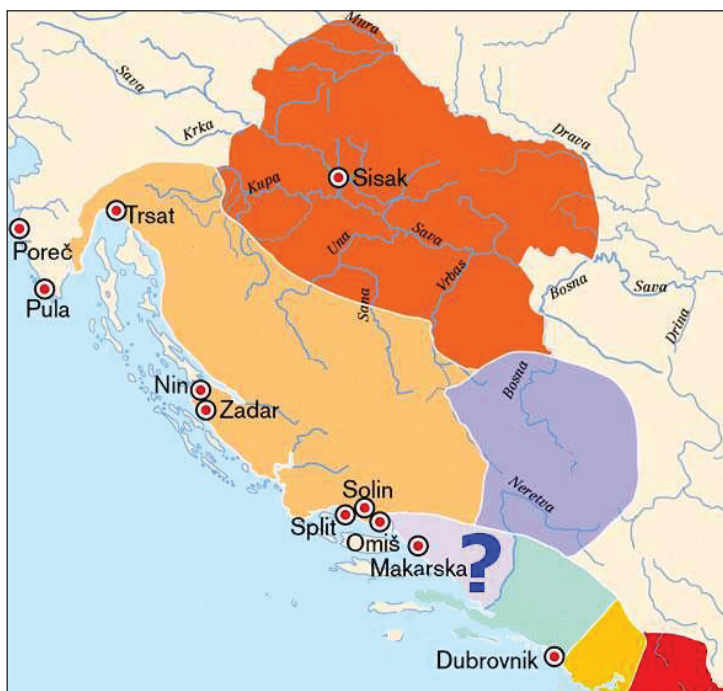 Mura
Sava
Drava
Krka
Kupa
Sisak
Trsat
Una
Sava
Poreč
Vrbas
Bosna
Sava
Pula
Sana
Drina
Bosna
Nin
Zadar
Neretva
Solin
Split
Omiš
Makarska
?
Dubrovnik